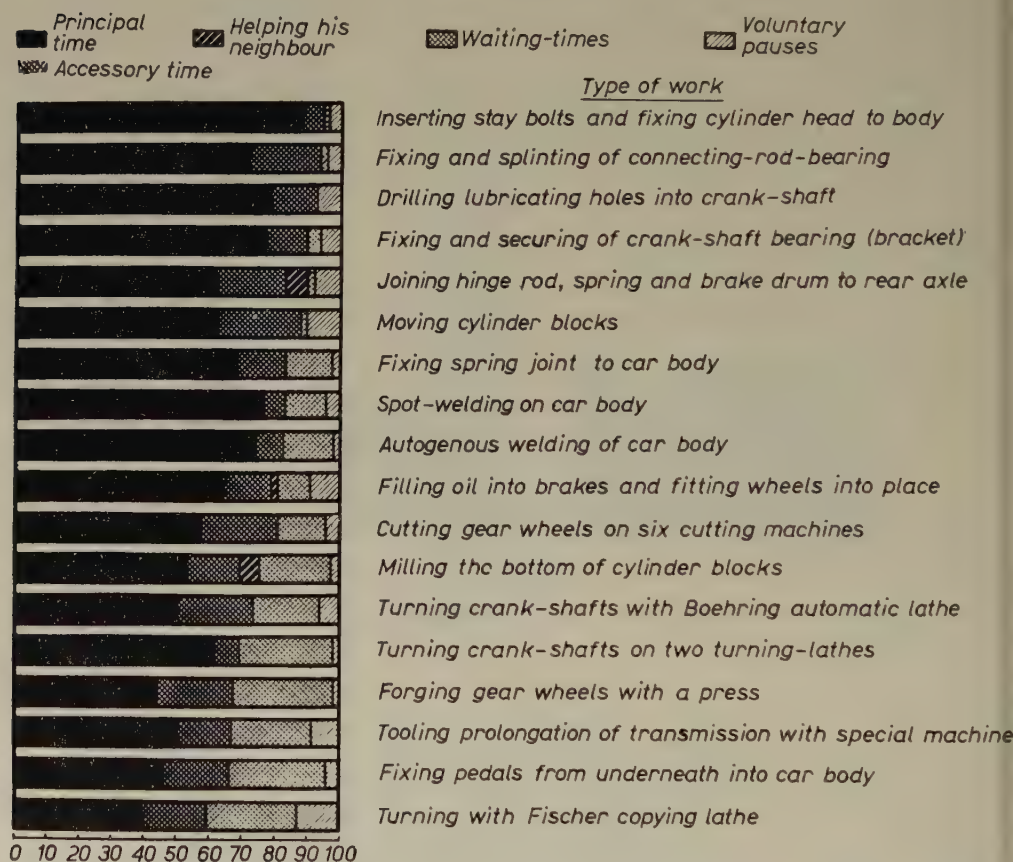 Principal time
Helping his neighbour
Waiting-times
Voluntary pauses
Accessory time
Type of work
Inserting stay bolts and fixing cylinder head to body
Fixing and splinting of connecting-rod-bearing
Drilling lubricating holes into crank-shaft
Fixing and securing of crank-shaft bearing (bracket)
Joining hinge rod, spring and brake drum to rear axle
Moving cylinder blocks
Fixing spring joint to car body
Spot-welding on car body
Autogenous welding of car body
Filling oil into brakes and fitting wheels into place
Cutting gear wheels on six cutting machines
Milling the bottom of cylinder blocks
Turning crank-shafts with Boehring automatic lathe
Turning crank-shafts on two turning-lathes
Forging gear wheels with a press
Tooling prolongation of transmission with special machine
Fixing pedals from underneath into car body
Turning with Fischer copying lathe
0 10 20 30 40 50 60 70 80 90 100